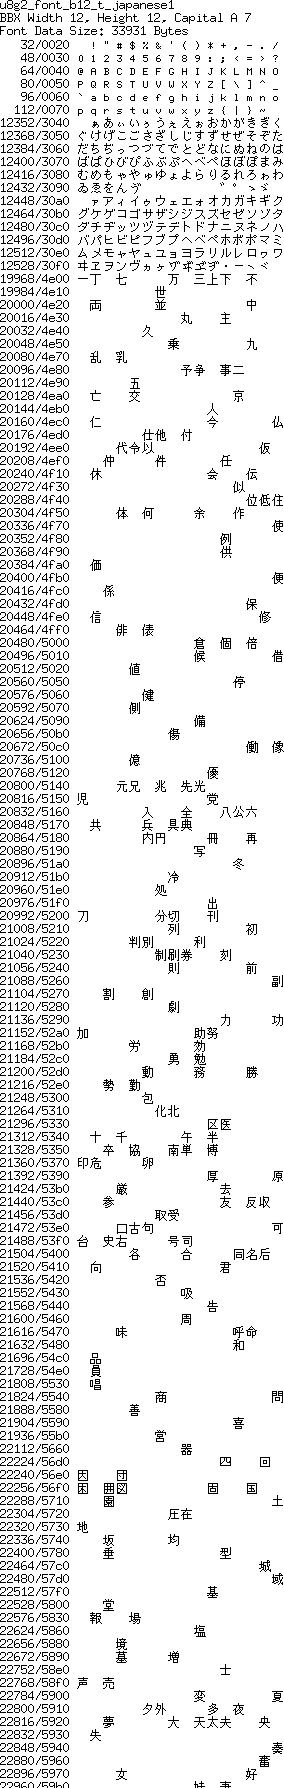 u8g2_font_b12_t_japanese1
BBX Width 12, Height 12, Capital A 7
Font Data Size: 33931 Bytes
32/0020 ! " # $ % & ' ( ) * + , - . /
48/0030 0 1 2 3 4 5 6 7 8 9 : ; < = > ?
64/0040 @ A B C D E F G H I J K L M N O
80/0050 P Q R S T U V W X Y Z [ \ ] ^ _
96/0060 ` a b c d e f g h i j k l m n o
112/0070 p q r s t u v w x y z { | } ~
12352/3040 ぁあぃいぅうぇえぉおかがきぎく
12368/3050 ぐけげこごさざしじすずせぜそぞた
12384/3060 だちぢっつづてでとどなにぬねのは
12400/3070 ばぱひびぴふぶぷへべぺほぼぽまみ
12416/3080 むめもゃやゅゆょよらりるれろゎわ
12432/3090 ゐゑをんゔ ゛゜ゝゞ
12448/30a0 ァアィイゥウェエォオカガキギク
12464/30b0 グケゲコゴサザシジスズセゼソゾタ
12480/30c0 ダチヂッツヅテデトドナニヌネノハ
12496/30d0 バパヒビピフブプヘベペホボポマミ
12512/30e0 ムメモャヤュユョヨラリルレロヮワ
12528/30f0 ヰヱヲンヴヵヶヷヸヹヺ・ーヽヾ
19968/4e00 一丁 七 万 三上下 不
19984/4e10 世
20000/4e20 両 並 中
20016/4e30 丸 主
20032/4e40 久
20048/4e50 乗 九
20080/4e70 乱 乳
20096/4e80 予争 事二
20112/4e90 五
20128/4ea0 亡 交 京
20144/4eb0 人
20160/4ec0 仁 今 仏
20176/4ed0 仕他 付
20192/4ee0 代令以 仮
20208/4ef0 仲 件 任
20240/4f10 休 会 伝
20272/4f30 似
20288/4f40 位低住
20304/4f50 体 何 余 作
20336/4f70 使
20352/4f80 例
20368/4f90 供
20384/4fa0 価
20400/4fb0 便
20416/4fc0 係
20432/4fd0 保
20448/4fe0 信 修
20464/4ff0 俳 俵
20480/5000 倉 個 倍
20496/5010 候 借
20512/5020 値
20560/5050 停
20576/5060 健
20592/5070 側
20624/5090 備
20656/50b0 傷
20672/50c0 働 像
20736/5100 億
20768/5120 優
20800/5140 元兄 兆 先光
20816/5150 児 党
20832/5160 入 全 八公六
20848/5170 共 兵 具典
20864/5180 内円 冊 再
20880/5190 写
20896/51a0 冬
20912/51b0 冷
20960/51e0 処
20976/51f0 出
20992/5200 刀 分切 刊
21008/5210 列 初
21024/5220 判別 利
21040/5230 制刷券 刻
21056/5240 則 前
21088/5260 副
21104/5270 割 創
21120/5280 劇
21136/5290 力 功
21152/52a0 加 助努
21168/52b0 労 効
21184/52c0 勇 勉
21200/52d0 動 務 勝
21216/52e0 勢 勤
21248/5300 包
21264/5310 化北
21296/5330 区医
21312/5340 十 千 午 半
21328/5350 卒 協 南単 博
21360/5370 印危 卵
21392/5390 厚 原
21424/53b0 厳 去
21440/53c0 参 友 反収
21456/53d0 取受
21472/53e0 口古句 可
21488/53f0 台 史右 号司
21504/5400 各 合 同名后
21520/5410 向 君
21536/5420 否
21552/5430 吸
21568/5440 告
21600/5460 周
21616/5470 味 呼命
21632/5480 和
21696/54c0 品
21728/54e0 員
21808/5530 唱
21824/5540 商 問
21888/5580 善
21904/5590 喜
21936/55b0 営
22112/5660 器
22224/56d0 四 回
22240/56e0 因 団
22256/56f0 困 囲図 固 国
22288/5710 園 土
22304/5720 圧在
22320/5730 地
22336/5740 坂 均
22400/5780 垂 型
22464/57c0 城
22480/57d0 域
22512/57f0 基
22528/5800 堂
22576/5830 報 場
22624/5860 塩
22656/5880 境
22672/5890 墓 増
22752/58e0 士
22768/58f0 声 売
22784/5900 変 夏
22800/5910 夕外 多 夜
22816/5920 夢 大 天太夫 央
22832/5930 失
22848/5940 奏
22880/5960 奮
22896/5970 女 好
22960/59b0 妹 妻